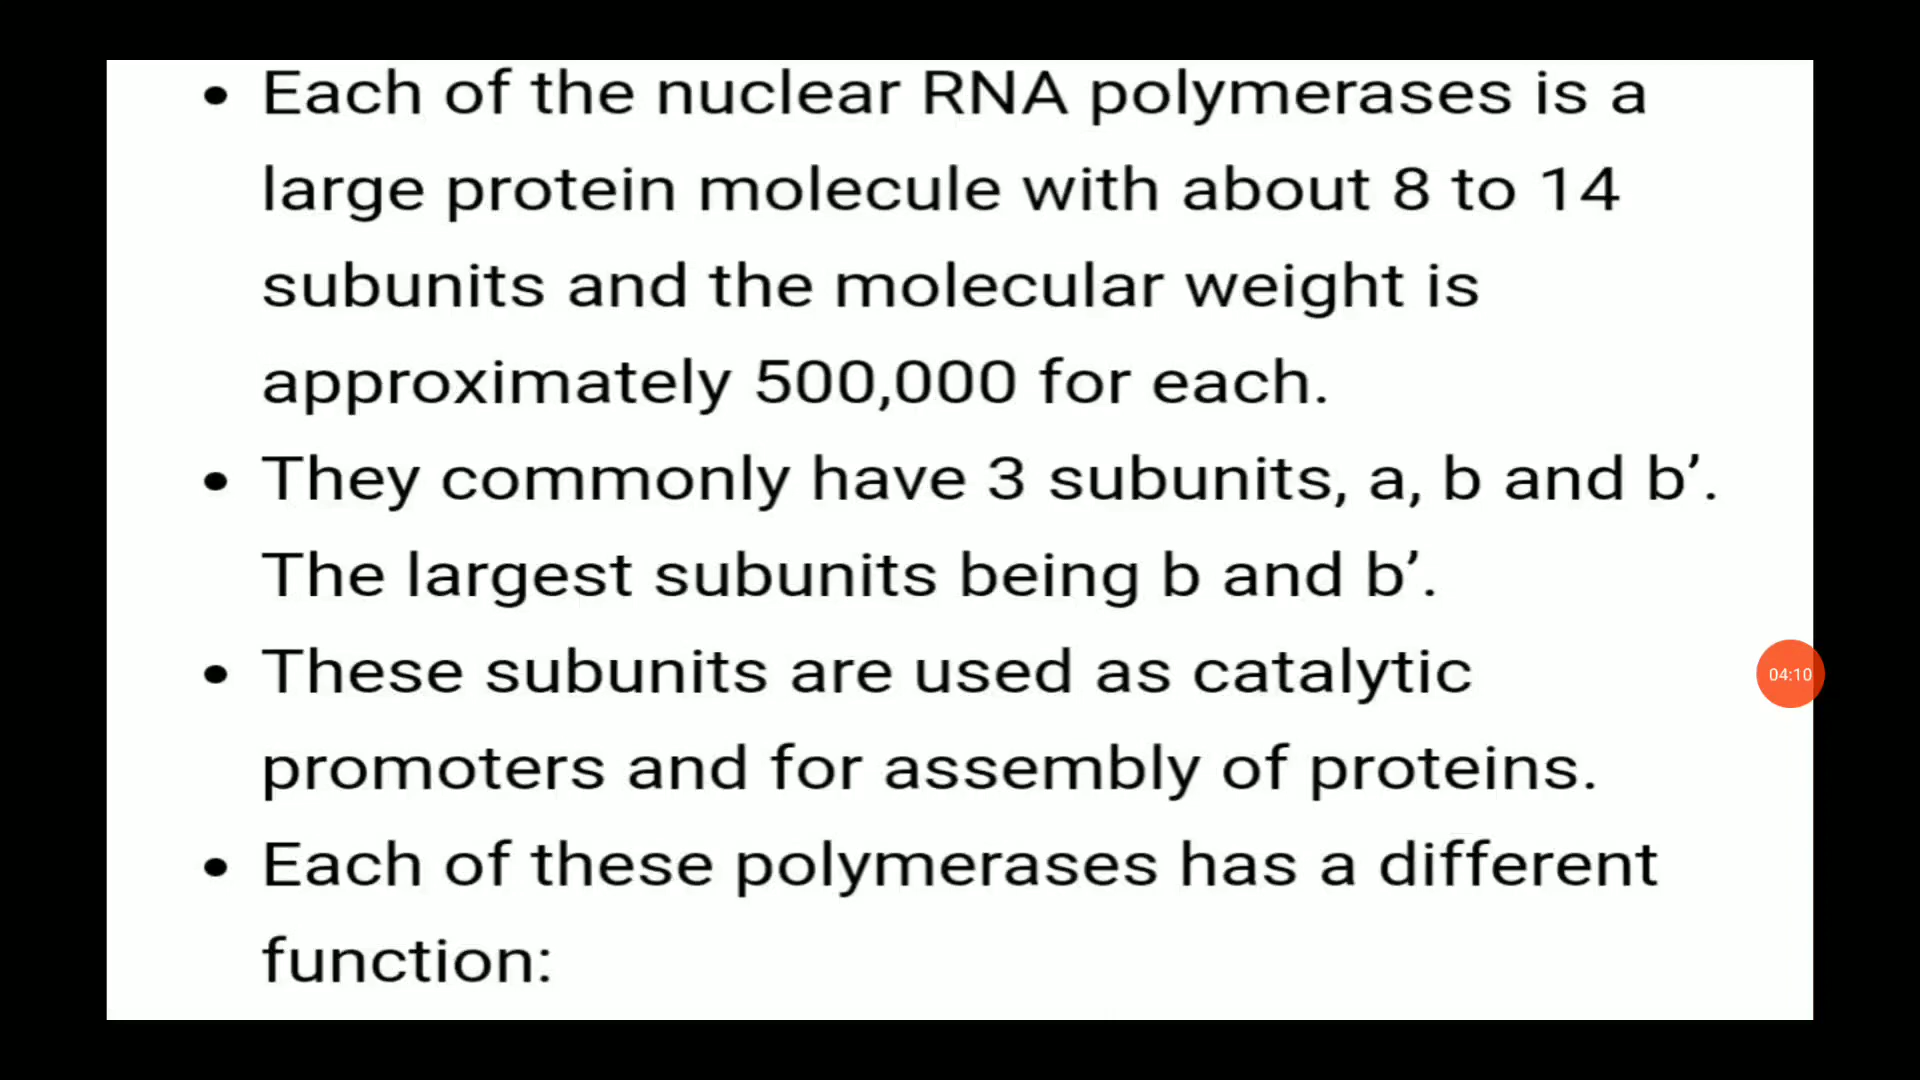 • Each of the nuclear RNA polymerases is a
large protein molecule with about 8 to 14
subunits and the molecular weight is
approximately 500,000 for each.
• They commonly have 3 subunits, a, b and b’.
The largest subunits being b and b’.
• These subunits are used as catalytic
promoters and for assembly of proteins.
• Each of these polymerases has a different
function:
04:10